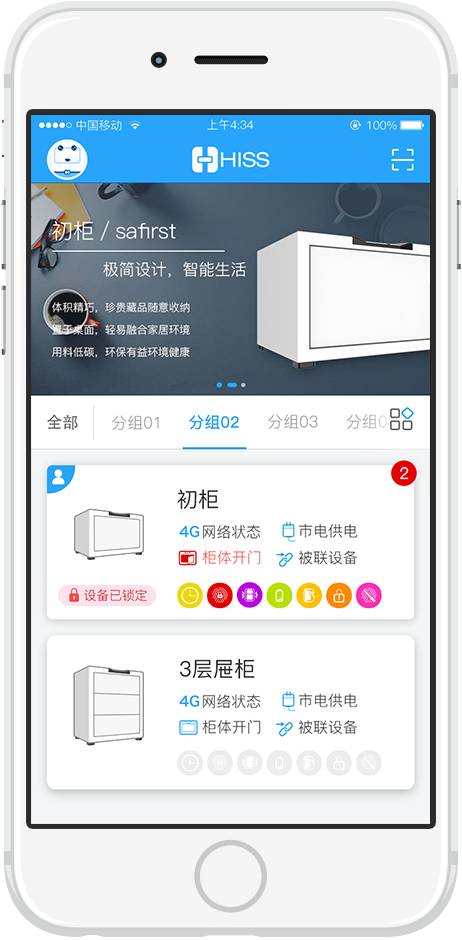 中国移动 上午4:34 100%
HISS
初柜 / safirst
极简设计，智能生活
体积精巧，珍贵藏品随意收纳
置于桌面，轻易融合家居环境
用料低碳，环保有益环境健康
全部 分组01 分组02 分组03 分组0
2
初柜
4G网络状态 市电供电
柜体开门 被联设备
设备已锁定
3层屉柜
4G网络状态 市电供电
柜体开门 被联设备